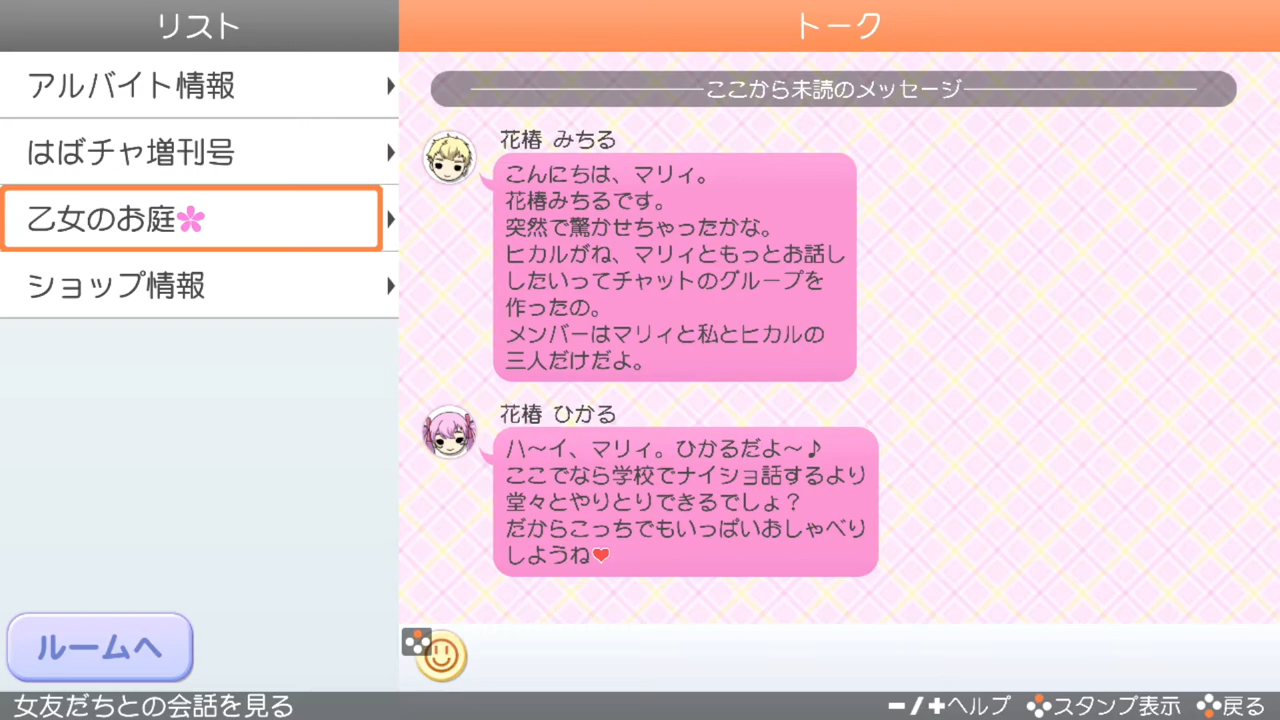 リスト
トーク
アルバイト情報
はばチャ増刊号
乙女のお庭
ショップ情報
ルームへ
ここから未読のメッセージ
花椿 みちる
こんにちは、マリィ。
花椿みちるです。
突然で驚かせちゃったかな。
ヒカルがね、マリィともっとお話し
したいってチャットのグループを
作ったの。
メンバーはマリィと私とヒカルの
三人だけだよ。
花椿 ひかる
ハ～イ、マリィ。ひかるだよ～♪
ここでなら学校でナイショ話するより
堂々とやりとりできるでしょ？
だからこっちでもいっぱいおしゃべり
しようね❤
女友だちとの会話を見る
ー/+ヘルプ
スタンプ表示
戻る